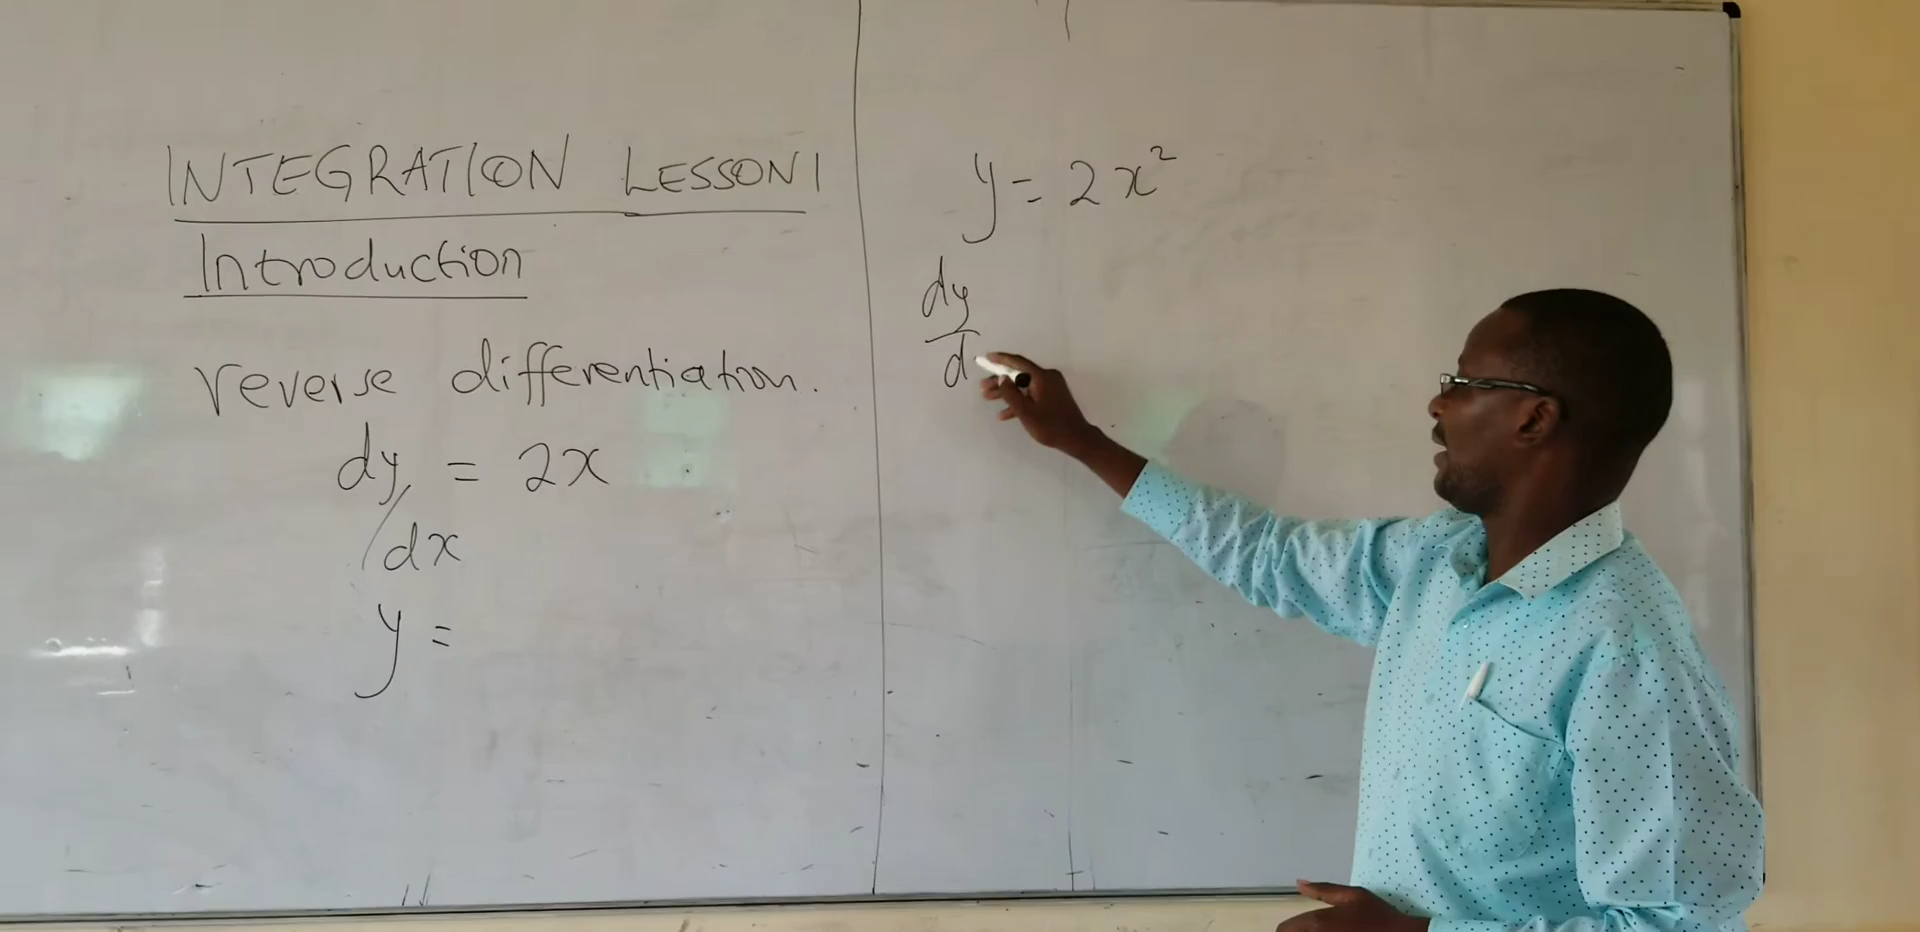 INTEGRATION LESSON 1
Introduction
reverse differentiation.
dy/dx = 2x
y =
y = 2x²
dy
d